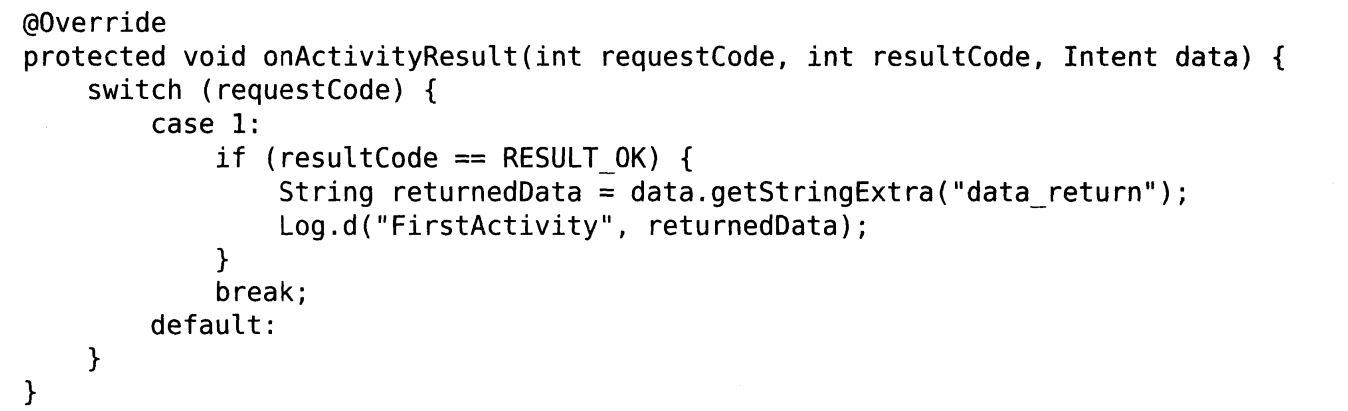 @Override
protected void onActivityResult(int requestCode, int resultCode, Intent data) {
    switch (requestCode) {
        case 1:
            if (resultCode == RESULT_OK) {
                String returnedData = data.getStringExtra("data_return");
                Log.d("FirstActivity", returnedData);
            }
            break;
        default:
    }
}